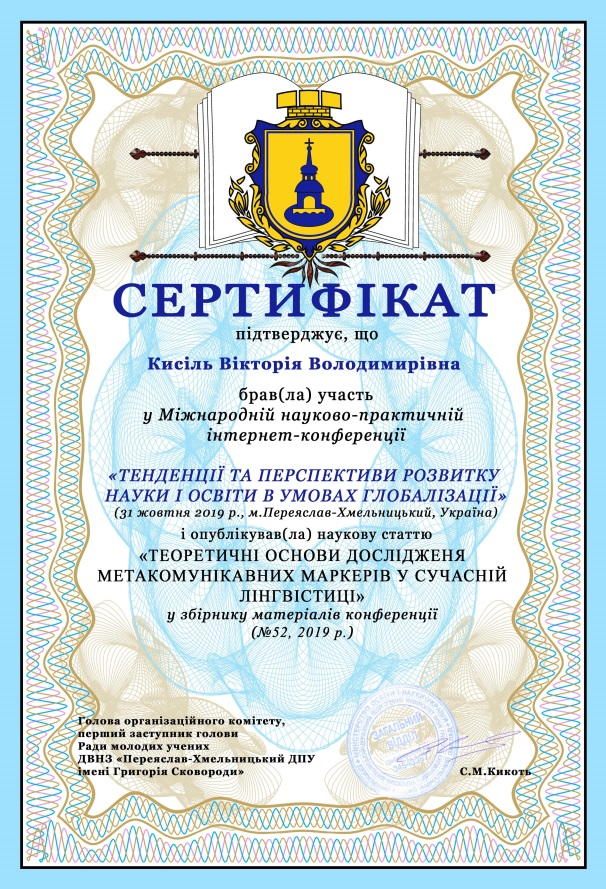 СЕРТИФІКАТ
підтверджує, що
Кисіль Вікторія Володимирівна
брав(ла) участь
у Міжнародній науково-практичній
інтернет-конференції
«ТЕНДЕНЦІЇ ТА ПЕРСПЕКТИВИ РОЗВИТКУ
НАУКИ І ОСВІТИ В УМОВАХ ГЛОБАЛІЗАЦІЇ»
(31 жовтня 2019 р., м.Переяслав-Хмельницький, Україна)
і опублікував(ла) наукову статтю
«ТЕОРЕТИЧНІ ОСНОВИ ДОСЛІДЖЕНЯ
МЕТАКОМУНІКАВНИХ МАРКЕРІВ У СУЧАСНІЙ
ЛІНГВІСТИЦІ»
у збірнику матеріалів конференції
(№52, 2019 р.)
Голова організаційного комітету,
перший заступник голови
Ради молодих учених
ДВНЗ «Переяслав-Хмельницький ДПУ
імені Григорія Сковороди»
ЗАГАЛЬНИЙ
ВІДДІЛ
С.М.Кикоть